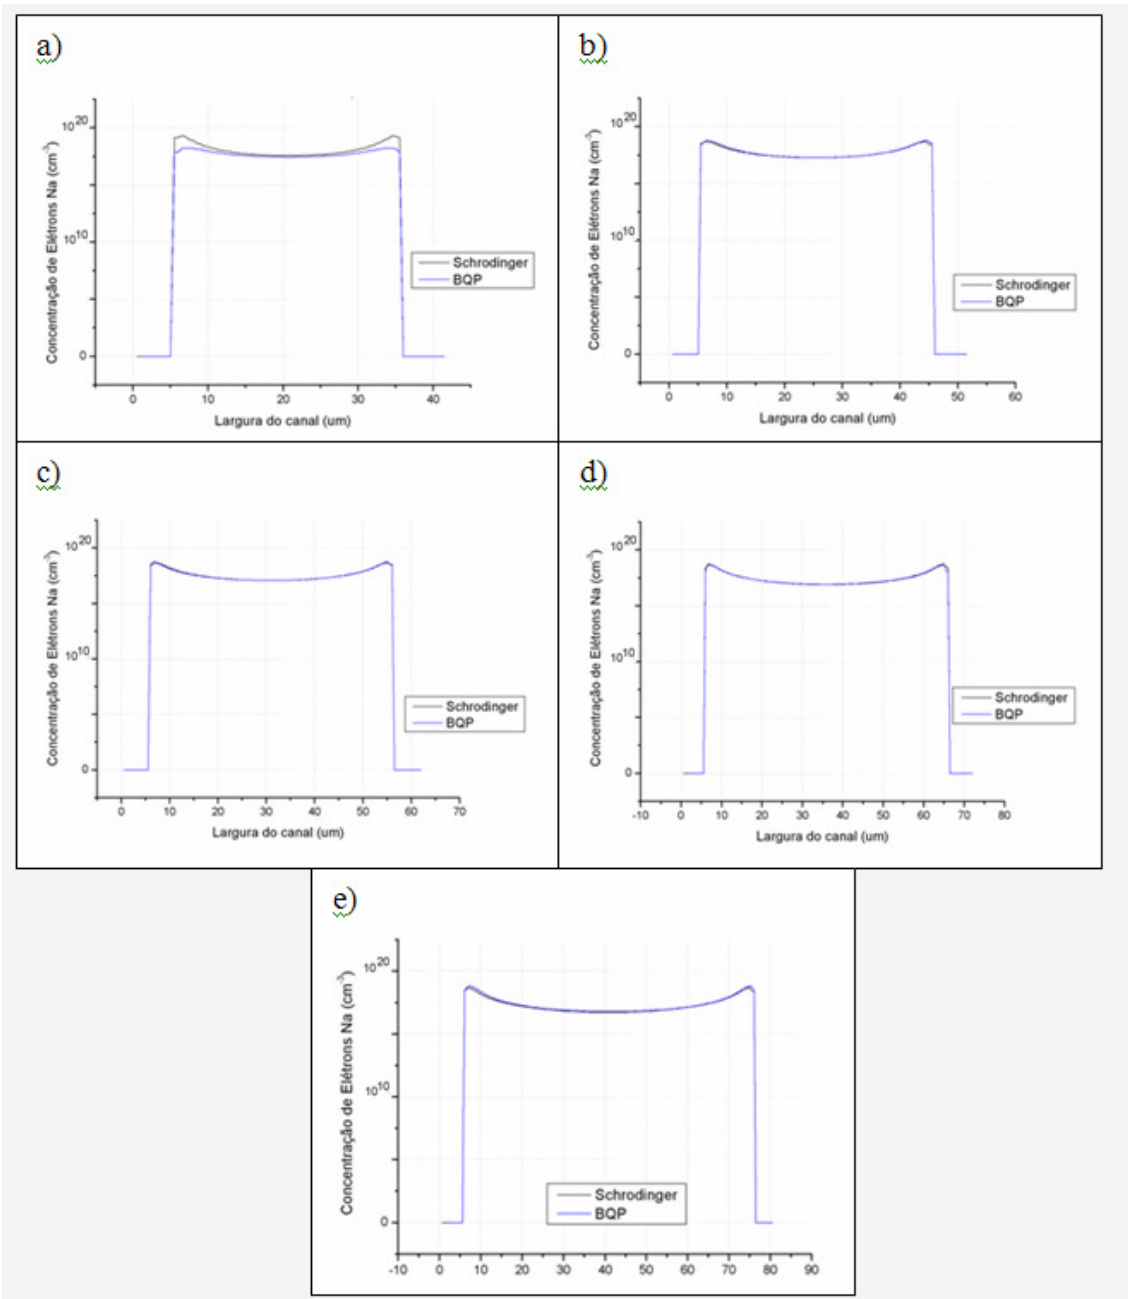 a)
10^20
10^10
0
Concentração de Elétrons Na (cm^-3)
Schrodinger
BQP
0 10 20 30 40
Largura do canal (um)
b)
10^20
10^10
0
Concentração de Elétrons Na (cm^-3)
Schrodinger
BQP
0 10 20 30 40 50 60
Largura do canal (um)
c)
10^20
10^10
0
Concentração de Elétrons Na (cm^-3)
Schrodinger
BQP
0 10 20 30 40 50 60 70
Largura do canal (um)
d)
10^20
10^10
0
Concentração de Elétrons Na (cm^-3)
Schrodinger
BQP
-10 0 10 20 30 40 50 60 70 80
Largura do canal (um)
e)
10^20
10^10
0
Concentração de Elétrons Na (cm^-3)
Schrodinger
BQP
-10 0 10 20 30 40 50 60 70 80 90